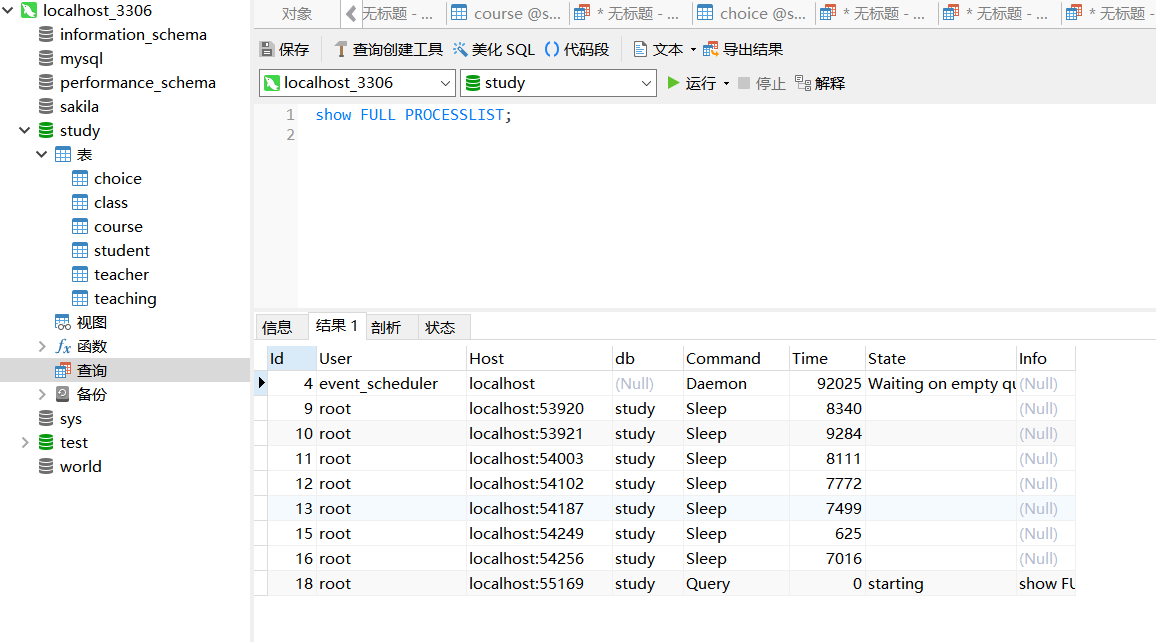 localhost_3306
information_schema
mysql
performance_schema
sakila
study
表
choice
class
course
student
teacher
teaching
视图
fx 函数
查询
备份
sys
test
world
对象 无标题 - ... course @s... * 无标题 - ... choice @s... * 无标题 - ... * 无标题 - ... * 无标题 -
保存 查询创建工具 美化 SQL () 代码段 文本 导出结果
localhost_3306 study 运行 停止 解释
1 show FULL PROCESSLIST;
2
信息 结果 1 剖析 状态
Id User Host db Command Time State Info
4 event_scheduler localhost (Null) Daemon 92025 Waiting on empty qu (Null)
9 root localhost:53920 study Sleep 8340 (Null)
10 root localhost:53921 study Sleep 9284 (Null)
11 root localhost:54003 study Sleep 8111 (Null)
12 root localhost:54102 study Sleep 7772 (Null)
13 root localhost:54187 study Sleep 7499 (Null)
15 root localhost:54249 study Sleep 625 (Null)
16 root localhost:54256 study Sleep 7016 (Null)
18 root localhost:55169 study Query 0 starting show FU